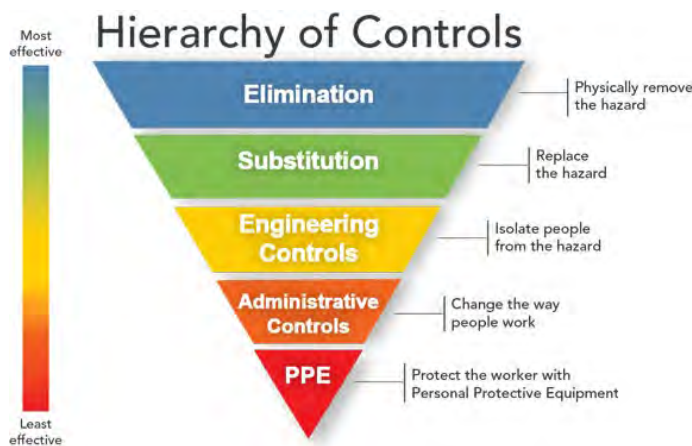 Hierarchy of Controls
Most
effective
Elimination
Physically remove
the hazard
Substitution
Replace
the hazard
Engineering
Controls
Isolate people
from the hazard
Administrative
Controls
Change the way
people work
PPE
Protect the worker with
Personal Protective Equipment
Least
effective